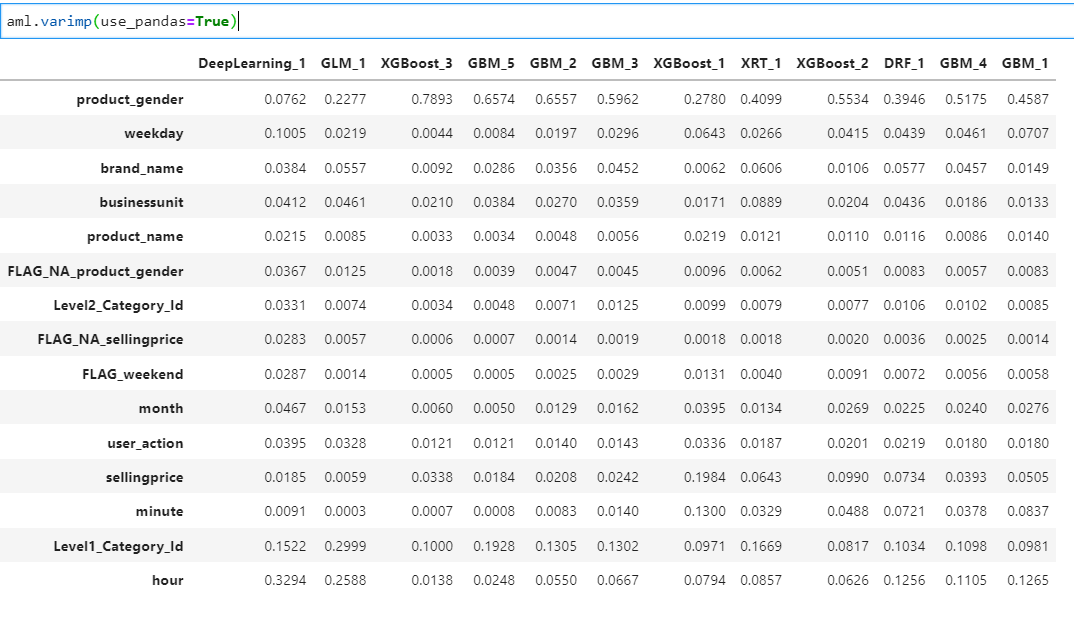 aml.varimp(use_pandas=True)
DeepLearning_1 GLM_1 XGBoost_3 GBM_5 GBM_2 GBM_3 XGBoost_1 XRT_1 XGBoost_2 DRF_1 GBM_4 GBM_1
product_gender 0.0762 0.2277 0.7893 0.6574 0.6557 0.5962 0.2780 0.4099 0.5534 0.3946 0.5175 0.4587
weekday 0.1005 0.0219 0.0044 0.0084 0.0197 0.0296 0.0643 0.0266 0.0415 0.0439 0.0461 0.0707
brand_name 0.0384 0.0557 0.0092 0.0286 0.0356 0.0452 0.0062 0.0606 0.0106 0.0577 0.0457 0.0149
businessunit 0.0412 0.0461 0.0210 0.0384 0.0270 0.0359 0.0171 0.0889 0.0204 0.0436 0.0186 0.0133
product_name 0.0215 0.0085 0.0033 0.0034 0.0048 0.0056 0.0219 0.0121 0.0110 0.0116 0.0086 0.0140
FLAG_NA_product_gender 0.0367 0.0125 0.0018 0.0039 0.0047 0.0045 0.0096 0.0062 0.0051 0.0083 0.0057 0.0083
Level2_Category_Id 0.0331 0.0074 0.0034 0.0048 0.0071 0.0125 0.0099 0.0079 0.0077 0.0106 0.0102 0.0085
FLAG_NA_sellingprice 0.0283 0.0057 0.0006 0.0007 0.0014 0.0019 0.0018 0.0018 0.0020 0.0036 0.0025 0.0014
FLAG_weekend 0.0287 0.0014 0.0005 0.0005 0.0025 0.0029 0.0131 0.0040 0.0091 0.0072 0.0056 0.0058
month 0.0467 0.0153 0.0060 0.0050 0.0129 0.0162 0.0395 0.0134 0.0269 0.0225 0.0240 0.0276
user_action 0.0395 0.0328 0.0121 0.0121 0.0140 0.0143 0.0336 0.0187 0.0201 0.0219 0.0180 0.0180
sellingprice 0.0185 0.0059 0.0338 0.0184 0.0208 0.0242 0.1984 0.0643 0.0990 0.0734 0.0393 0.0505
minute 0.0091 0.0003 0.0007 0.0008 0.0083 0.0140 0.1300 0.0329 0.0488 0.0721 0.0378 0.0837
Level1_Category_Id 0.1522 0.2999 0.1000 0.1928 0.1305 0.1302 0.0971 0.1669 0.0817 0.1034 0.1098 0.0981
hour 0.3294 0.2588 0.0138 0.0248 0.0550 0.0667 0.0794 0.0857 0.0626 0.1256 0.1105 0.1265